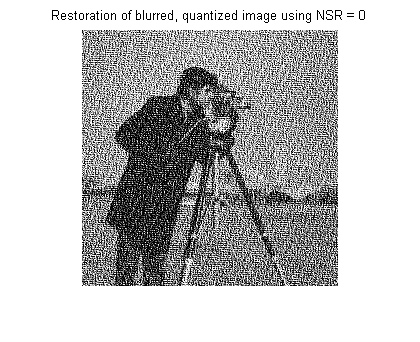 Restoration of blurred, quantized image using NSR = 0